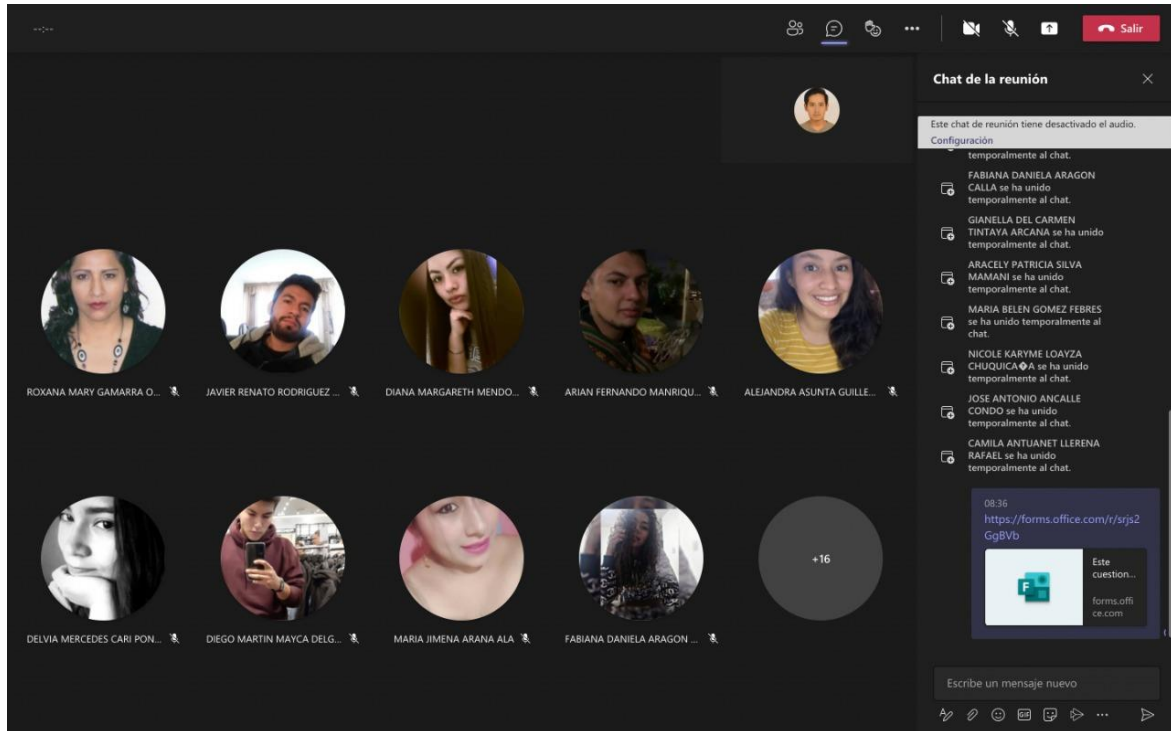 --:--
Salir
Chat de la reunión
Este chat de reunión tiene desactivado el audio.
Configuración
temporalmente al chat.
FABIANA DANIELA ARAGON
CALLA se ha unido
temporalmente al chat.
GIANELLA DEL CARMEN
TINTAYA ARCANA se ha unido
temporalmente al chat.
ARACELY PATRICIA SILVA
MAMANI se ha unido
temporalmente al chat.
MARIA BELEN GOMEZ FEBRES
se ha unido temporalmente al
chat.
NICOLE KARYME LOAYZA
CHUQUICA�A se ha unido
temporalmente al chat.
JOSE ANTONIO ANCALLE
CONDO se ha unido
temporalmente al chat.
CAMILA ANTUANET LLERENA
RAFAEL se ha unido
temporalmente al chat.
08:36
https://forms.office.com/r/srjs2
GgBVb
Este
cuestion...
forms.offi
ce.com
Escribe un mensaje nuevo
GIF
ROXANA MARY GAMARRA O...
JAVIER RENATO RODRIGUEZ ...
DIANA MARGARETH MENDO...
ARIAN FERNANDO MANRIQU...
ALEJANDRA ASUNTA GUILLE...
DELVIA MERCEDES CARI PON...
DIEGO MARTIN MAYCA DELG...
MARIA JIMENA ARANA ALA
FABIANA DANIELA ARAGON ...
+16